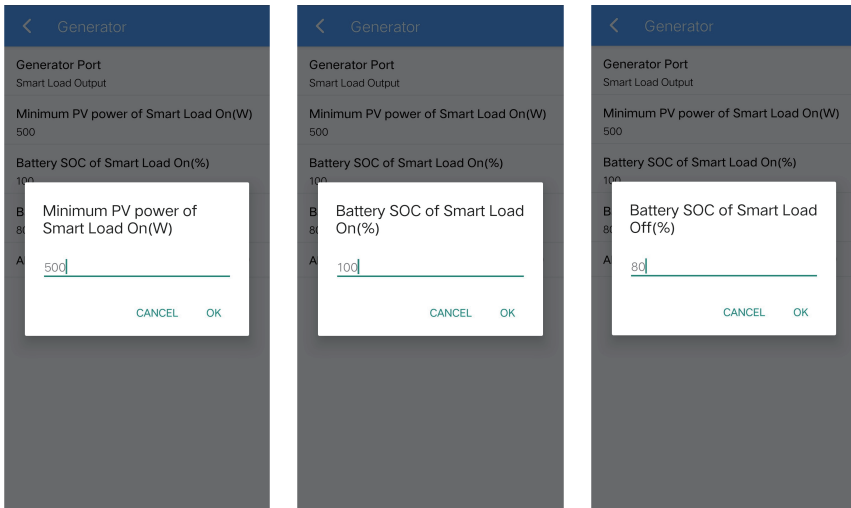 Generator
Generator Port
Smart Load Output
Minimum PV power of Smart Load On(W)
500
Battery SOC of Smart Load On(%)
100
Minimum PV power of
Smart Load On(W)
500
CANCEL OK
Generator
Generator Port
Smart Load Output
Minimum PV power of Smart Load On(W)
500
Battery SOC of Smart Load On(%)
100
Battery SOC of Smart Load
On(%)
100
CANCEL OK
Generator
Generator Port
Smart Load Output
Minimum PV power of Smart Load On(W)
500
Battery SOC of Smart Load On(%)
100
Battery SOC of Smart Load
Off(%)
80
CANCEL OK